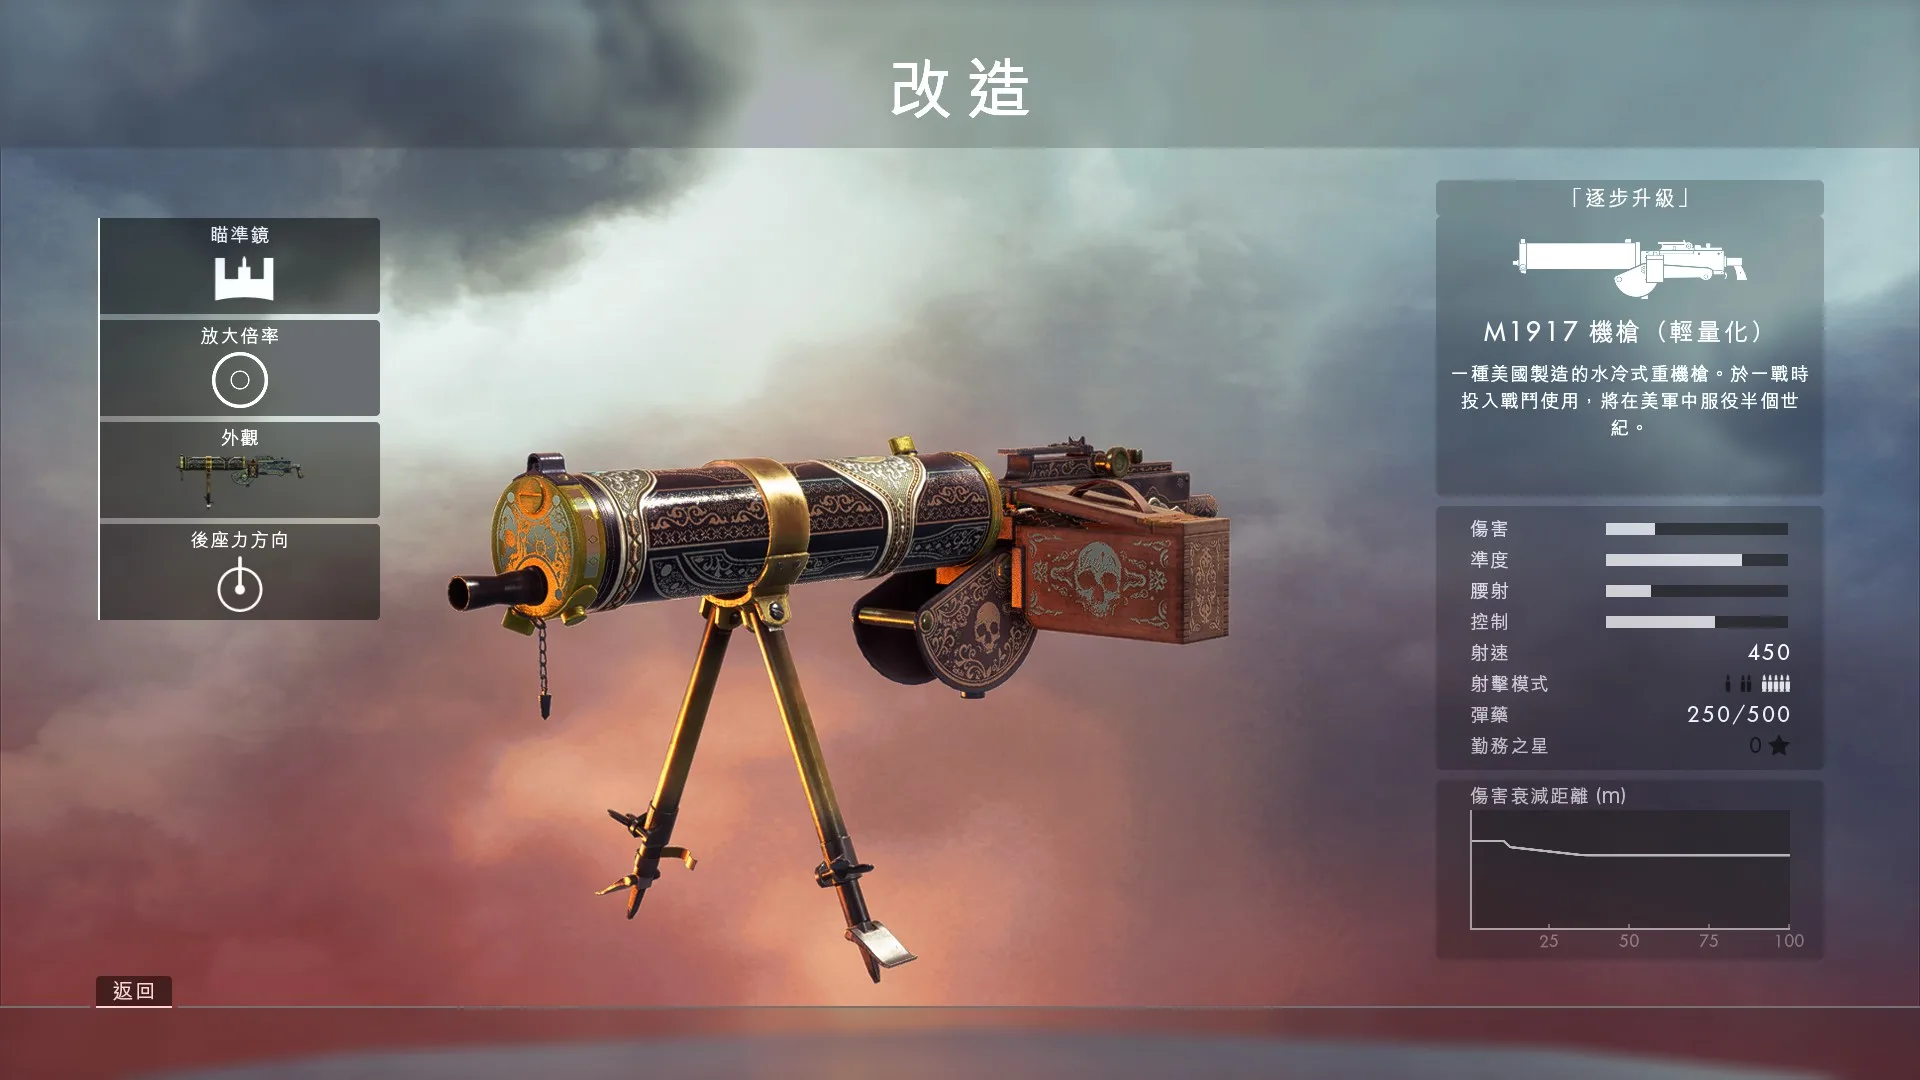 改造
瞄準鏡
放大倍率
外觀
後座力方向
「逐步升級」
M1917 機槍（輕量化）
一種美國製造的水冷式重機槍。於一戰時
投入戰鬥使用，將在美軍中服役半個世
紀。
傷害
準度
腰射
控制
射速 450
射擊模式
彈藥 250/500
勤務之星 0
傷害衰減距離 (m)
25 50 75 100
返回